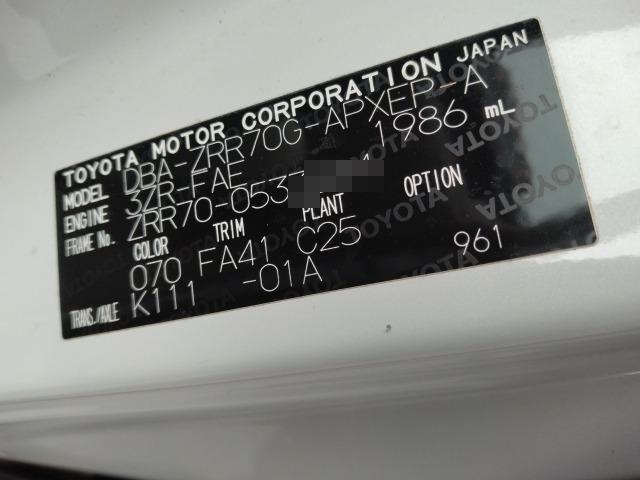 TOYOTA MOTOR CORPORATION JAPAN
MODEL DBA-ZRR70G-APXEP-A
ENGINE 3ZR-FAE 1986 mL
FRAME No. ZRR70-0537
COLOR TRIM PLANT OPTION
070 FA41 C25 961
TRANS./AXLE K111 -01A